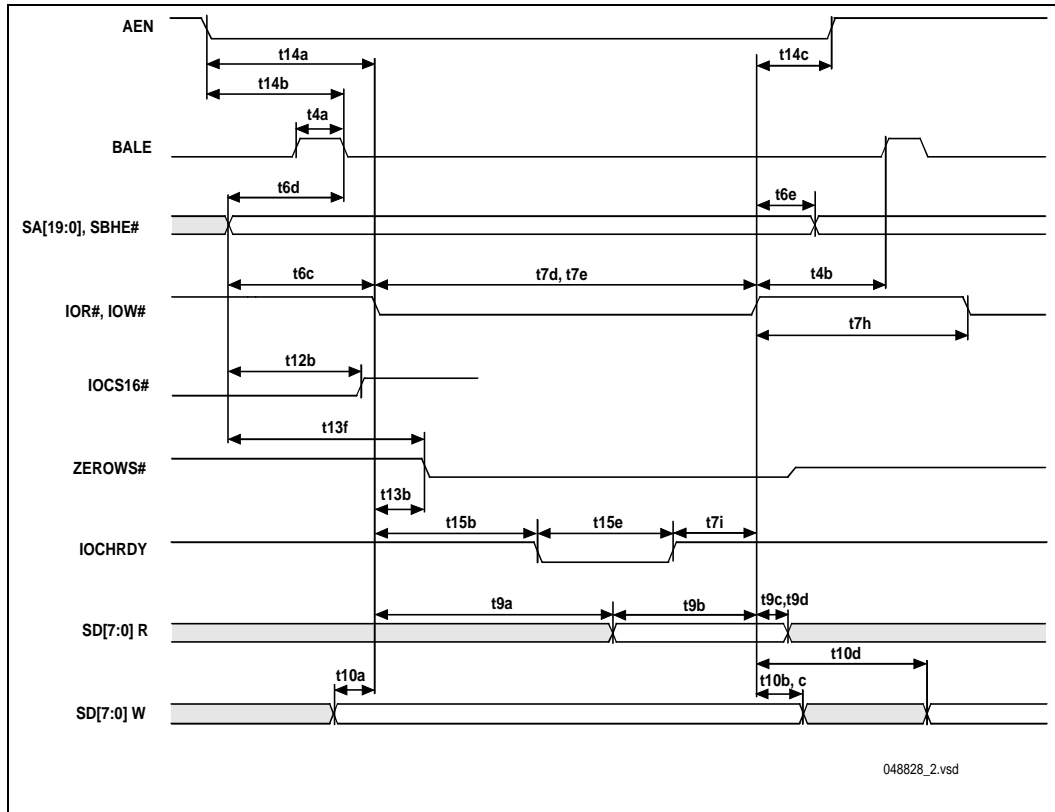 AEN
t14a
t14c
t14b
t4a
BALE
t6d
t6e
SA[19:0], SBHE#
t6c
t7d, t7e
t4b
IOR#, IOW#
t7h
t12b
IOCS16#
t13f
ZEROWS#
t13b
t15b
t15e
t7i
IOCHRDY
t9a
t9b
t9c,t9d
SD[7:0] R
t10d
t10a
t10b, c
SD[7:0] W
048828_2.vsd